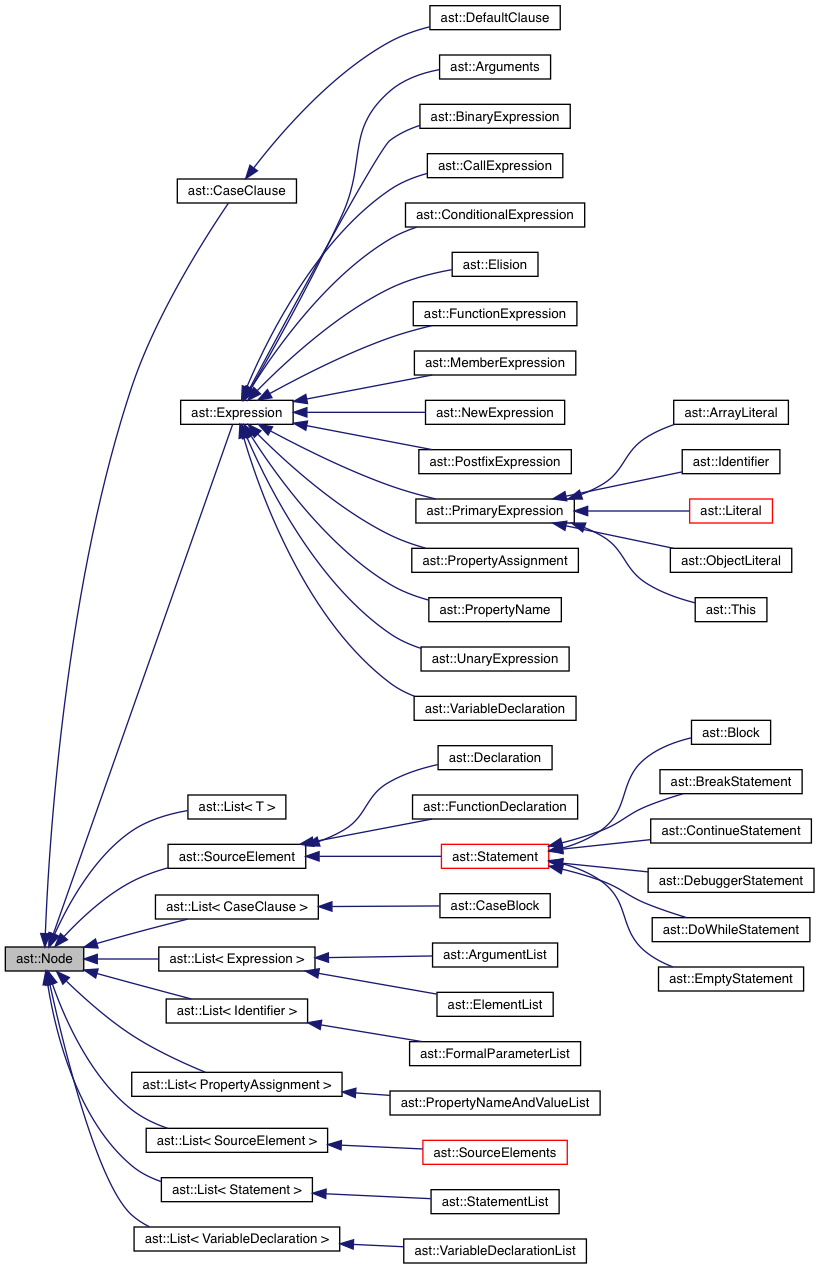 ast::DefaultClause
ast::Arguments
ast::BinaryExpression
ast::CallExpression
ast::CaseClause
ast::ConditionalExpression
ast::Elision
ast::FunctionExpression
ast::MemberExpression
ast::Expression
ast::NewExpression
ast::ArrayLiteral
ast::PostfixExpression
ast::Identifier
ast::PrimaryExpression
ast::Literal
ast::PropertyAssignment
ast::ObjectLiteral
ast::PropertyName
ast::This
ast::UnaryExpression
ast::VariableDeclaration
ast::Block
ast::Declaration
ast::BreakStatement
ast::List< T >
ast::FunctionDeclaration
ast::ContinueStatement
ast::SourceElement
ast::Statement
ast::DebuggerStatement
ast::List< CaseClause >
ast::CaseBlock
ast::DoWhileStatement
ast::Node
ast::List< Expression >
ast::ArgumentList
ast::EmptyStatement
ast::ElementList
ast::List< Identifier >
ast::FormalParameterList
ast::List< PropertyAssignment >
ast::PropertyNameAndValueList
ast::List< SourceElement >
ast::SourceElements
ast::List< Statement >
ast::StatementList
ast::List< VariableDeclaration >
ast::VariableDeclarationList